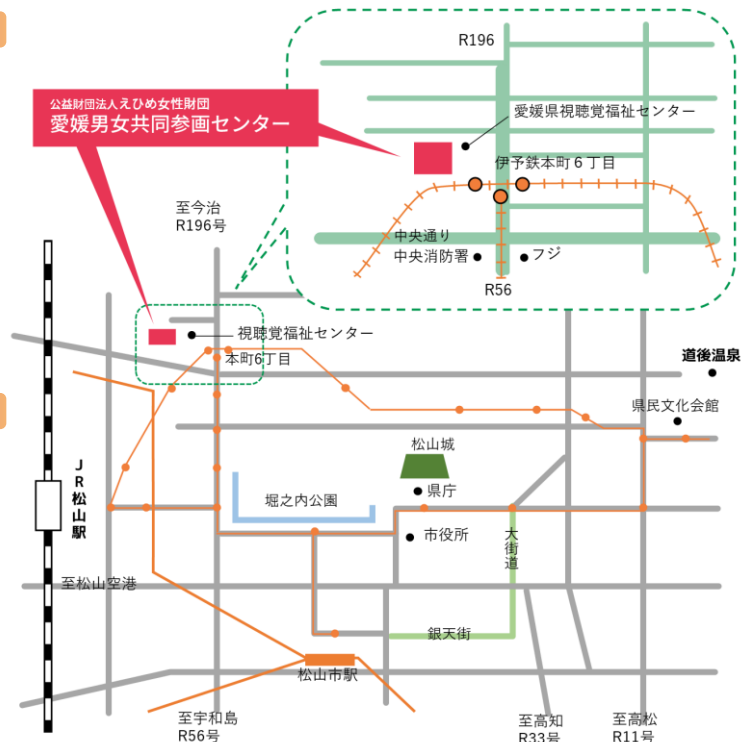 公益財団法人えひめ女性財団
愛媛男女共同参画センター
R196
愛媛県視聴覚福祉センター
伊予鉄本町6丁目
中央通り
中央消防署
フジ
R56
至今治
R196号
視聴覚福祉センター
本町6丁目
道後温泉
県民文化会館
松山城
県庁
堀之内公園
市役所
大街道
JR松山駅
至松山空港
銀天街
松山市駅
至宇和島
R56号
至高知
R33号
至高松
R11号